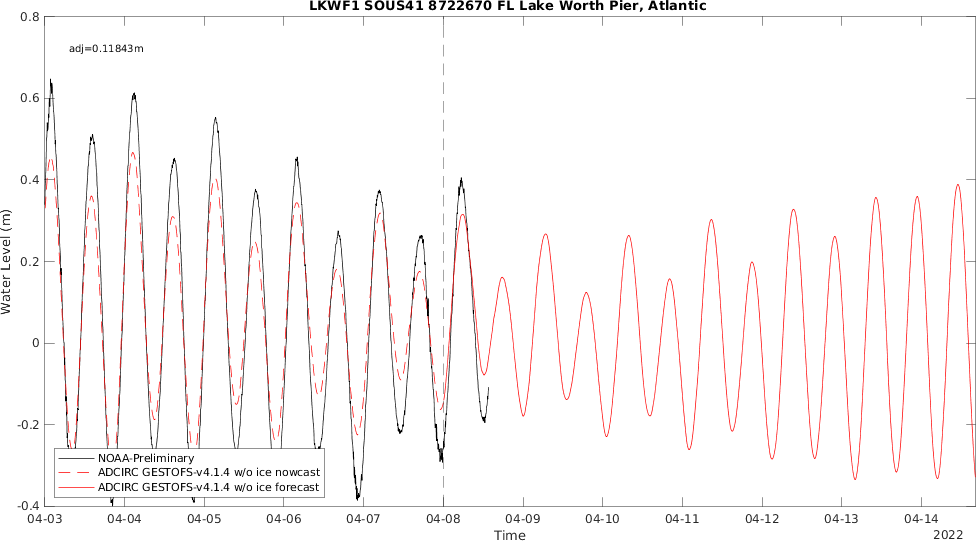 LKWF1 SOUS41 8722670 FL Lake Worth Pier, Atlantic
adj=0.11843m
0.8
0.6
0.4
0.2
0
-0.2
-0.4
Water Level (m)
NOAA-Preliminary
ADCIRC GESTOFS-v4.1.4 w/o ice nowcast
ADCIRC GESTOFS-v4.1.4 w/o ice forecast
04-03 04-04 04-05 04-06 04-07 04-08 04-09 04-10 04-11 04-12 04-13 04-14
Time
2022